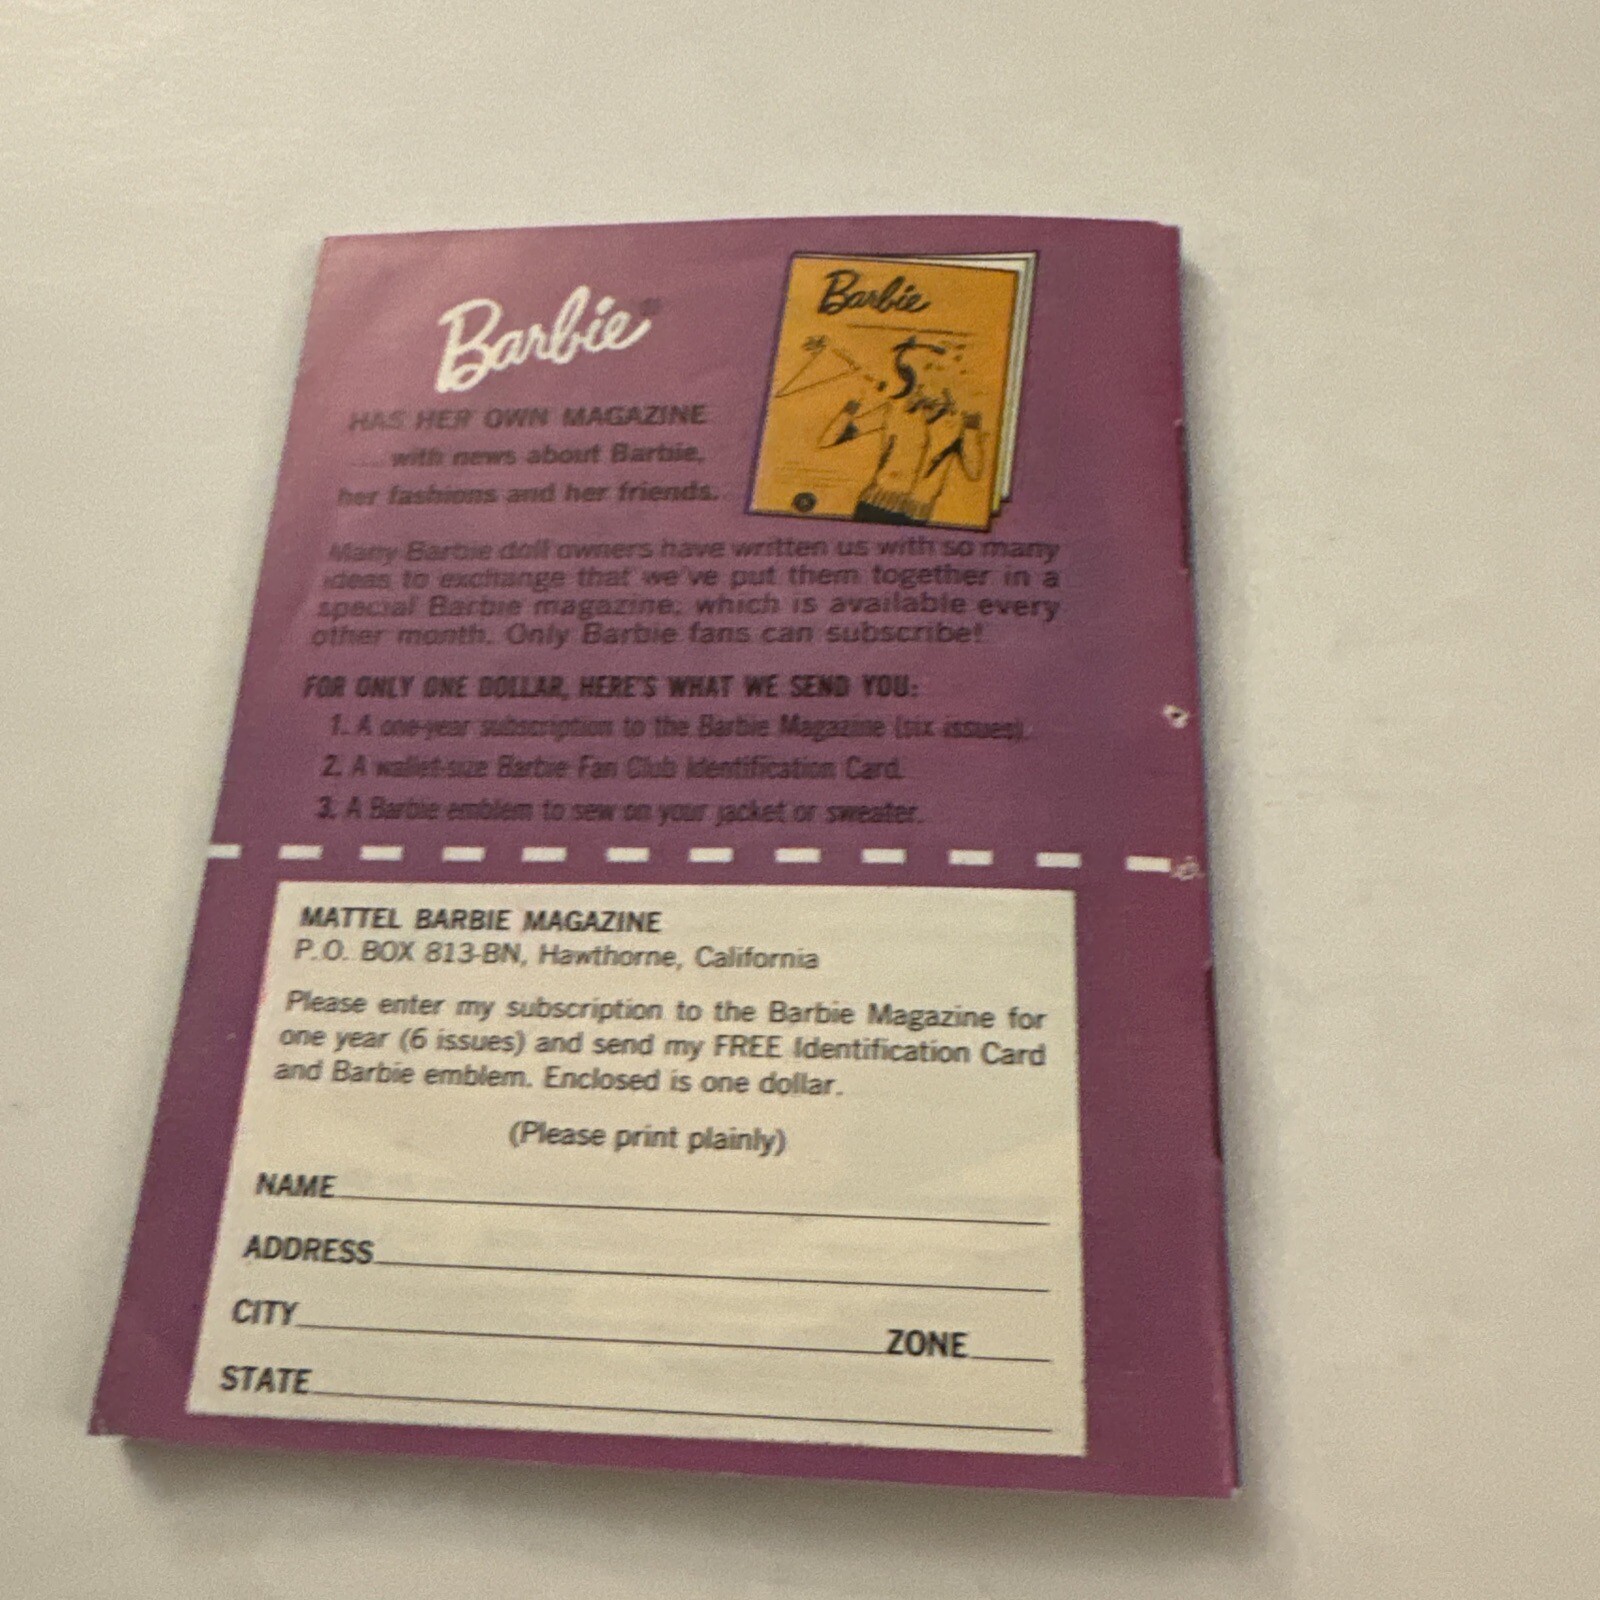 Barbie®
Barbie
HAS HER OWN MAGAZINE
...with news about Barbie,
her fashions and her friends.
Many Barbie doll owners have written us with so many
ideas to exchange that we've put them together in a
special Barbie magazine, which is available every
other month. Only Barbie fans can subscribe!
FOR ONLY ONE DOLLAR, HERE'S WHAT WE SEND YOU:
1. A one-year subscription to the Barbie Magazine (six issues).
2. A wallet-size Barbie Fan Club Identification Card.
3. A Barbie emblem to sew on your jacket or sweater.
MATTEL BARBIE MAGAZINE
P.O. BOX 813-BN, Hawthorne, California
Please enter my subscription to the Barbie Magazine for
one year (6 issues) and send my FREE Identification Card
and Barbie emblem. Enclosed is one dollar.
(Please print plainly)
NAME
ADDRESS
CITY ZONE
STATE